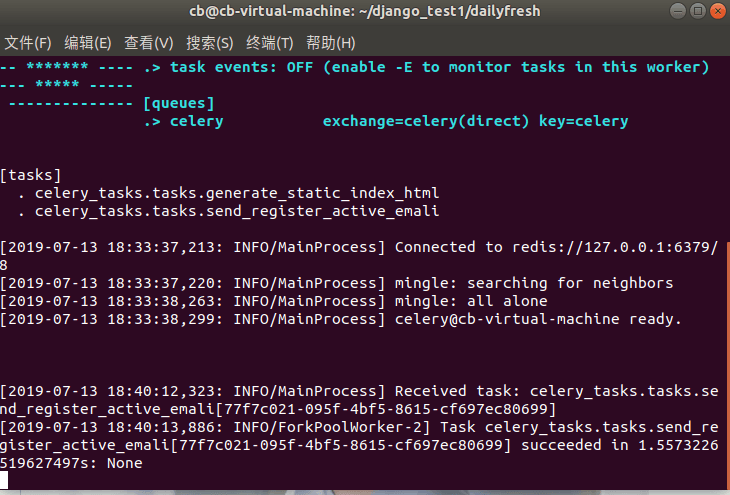 cb@cb-virtual-machine: ~/django_test1/dailyfresh
文件(F) 编辑(E) 查看(V) 搜索(S) 终端(T) 帮助(H)
-- ******* ---- .> task events: OFF (enable -E to monitor tasks in this worker)
--- ***** -----
-------------- [queues]
.> celery exchange=celery(direct) key=celery
[tasks]
. celery_tasks.tasks.generate_static_index_html
. celery_tasks.tasks.send_register_active_emali
[2019-07-13 18:33:37,213: INFO/MainProcess] Connected to redis://127.0.0.1:6379/
8
[2019-07-13 18:33:37,220: INFO/MainProcess] mingle: searching for neighbors
[2019-07-13 18:33:38,263: INFO/MainProcess] mingle: all alone
[2019-07-13 18:33:38,299: INFO/MainProcess] celery@cb-virtual-machine ready.
[2019-07-13 18:40:12,323: INFO/MainProcess] Received task: celery_tasks.tasks.se
nd_register_active_emali[77f7c021-095f-4bf5-8615-cf697ec80699]
[2019-07-13 18:40:13,886: INFO/ForkPoolWorker-2] Task celery_tasks.tasks.send_re
gister_active_emali[77f7c021-095f-4bf5-8615-cf697ec80699] succeeded in 1.5573226
519627497s: None